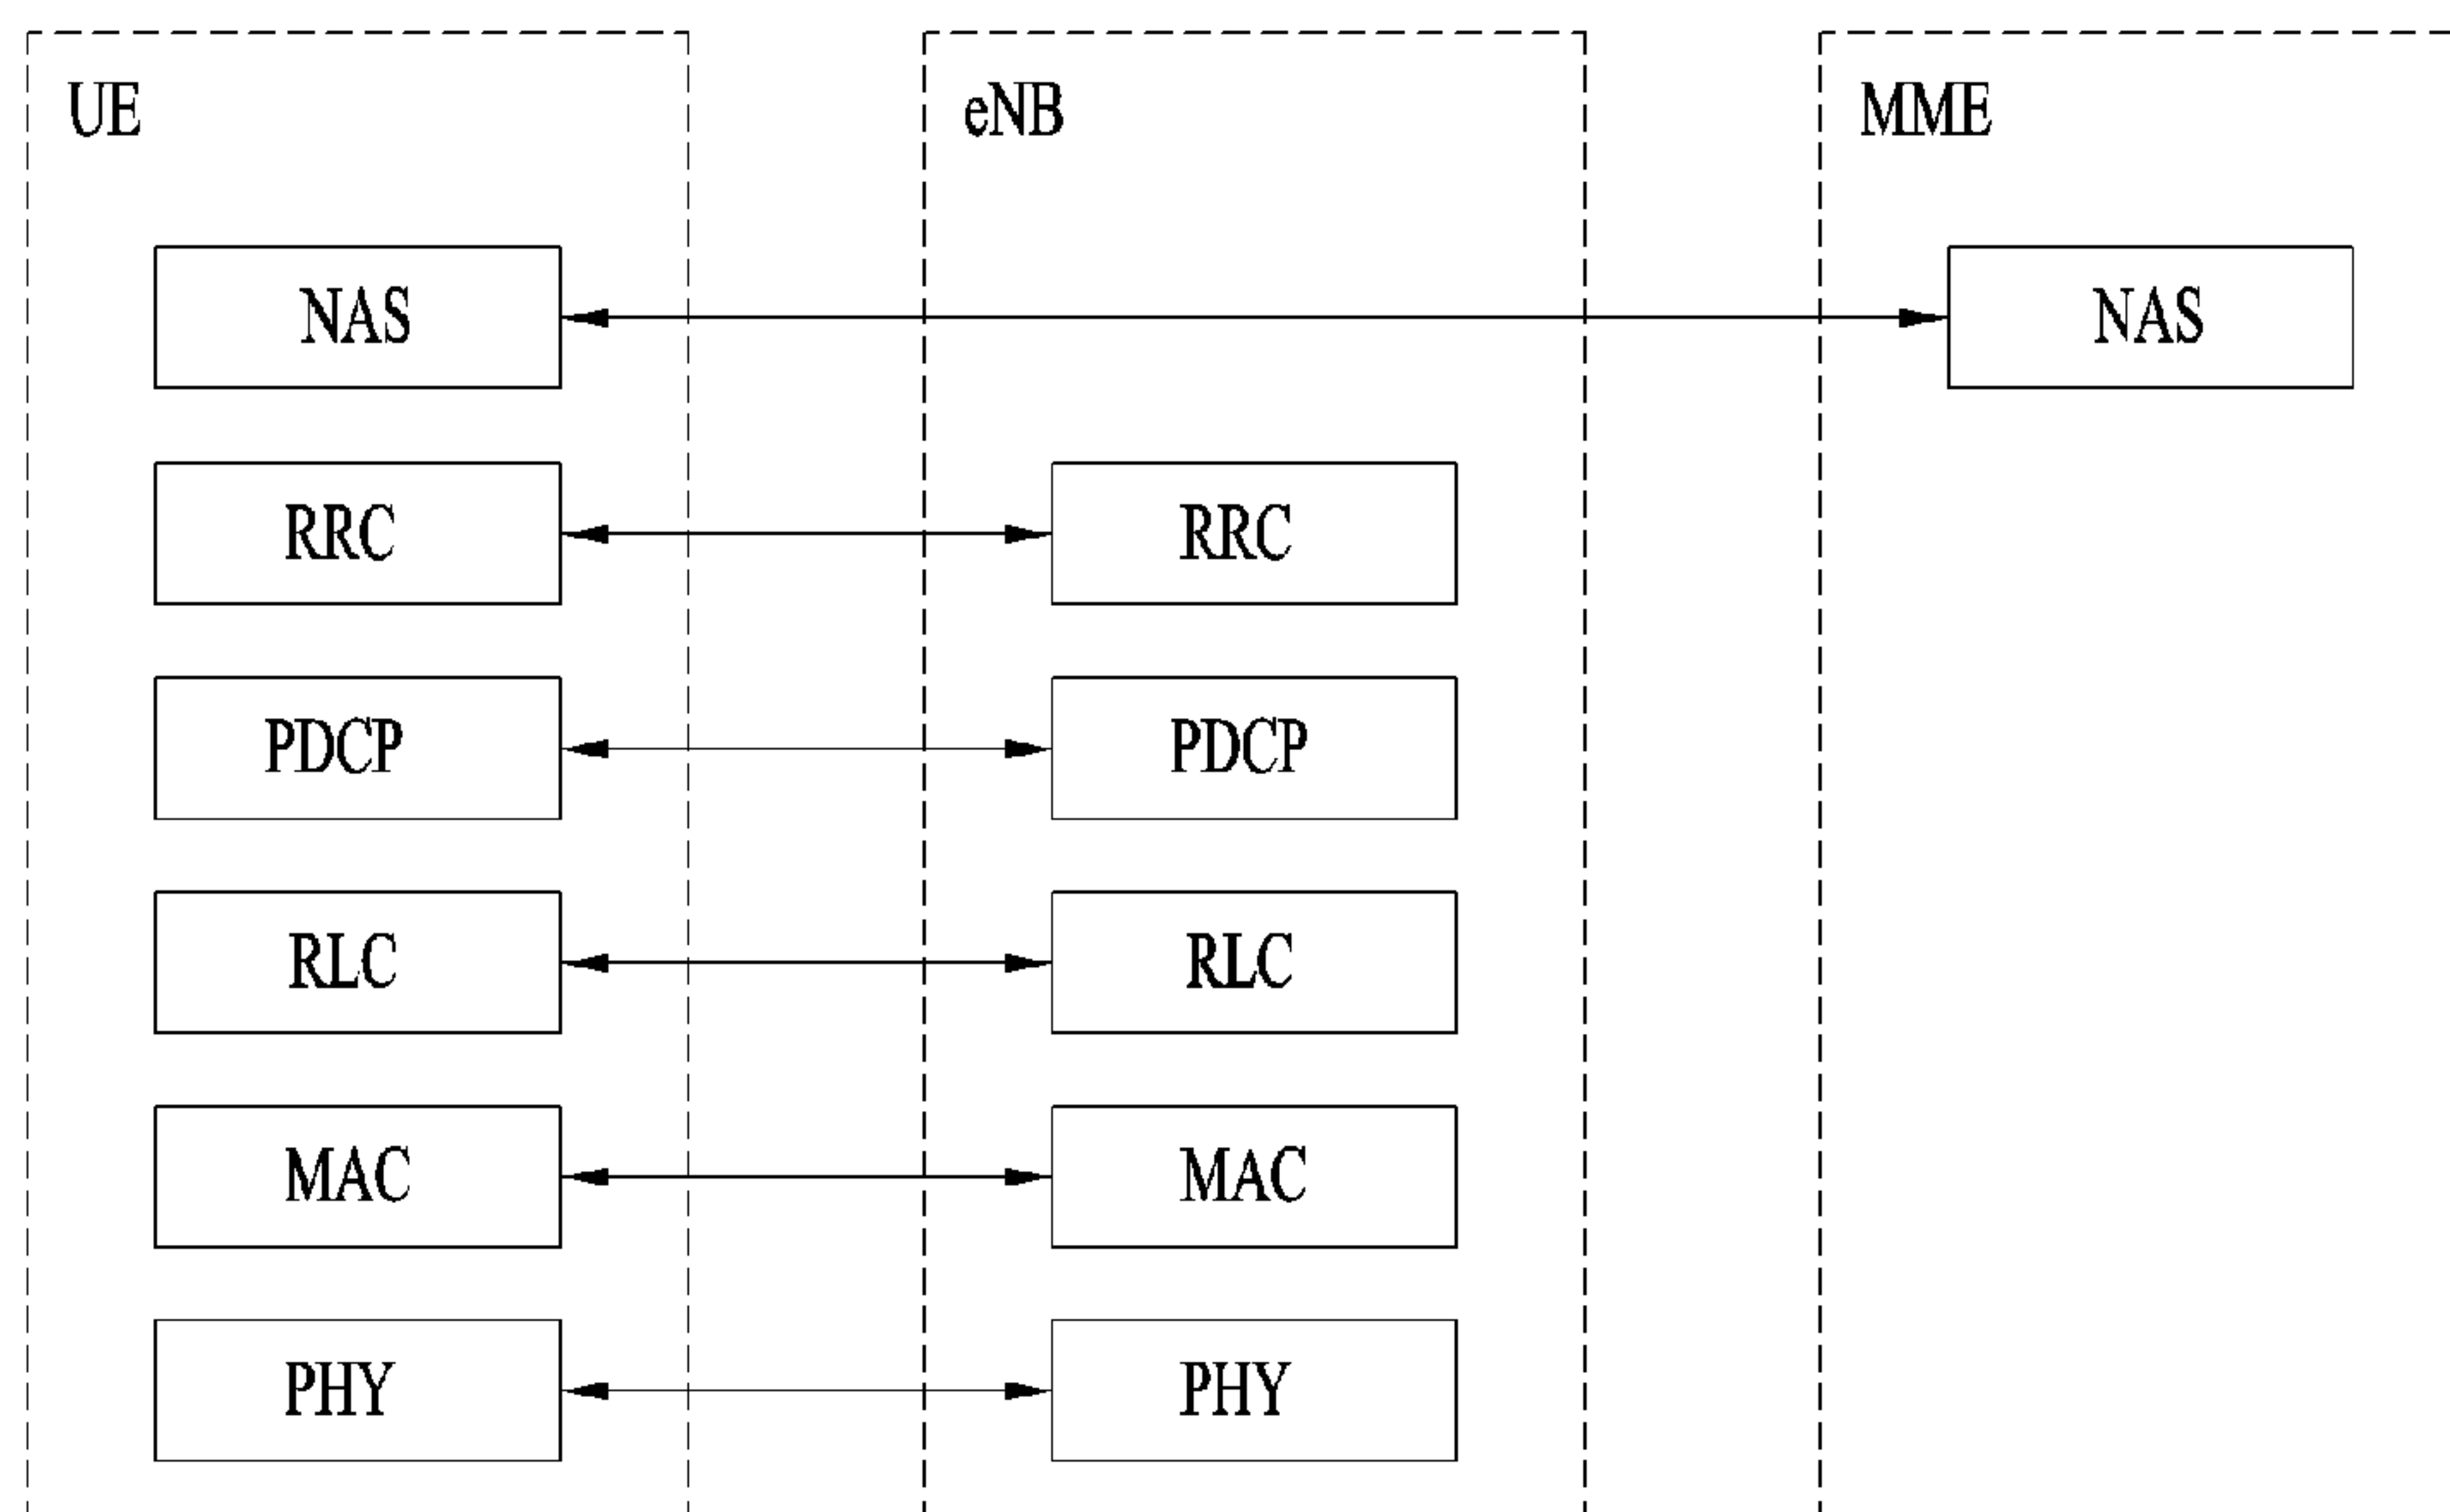 UE eNB MME
NAS NAS
RRC RRC
PDCP PDCP
RLC RLC
MAC MAC
PHY PHY